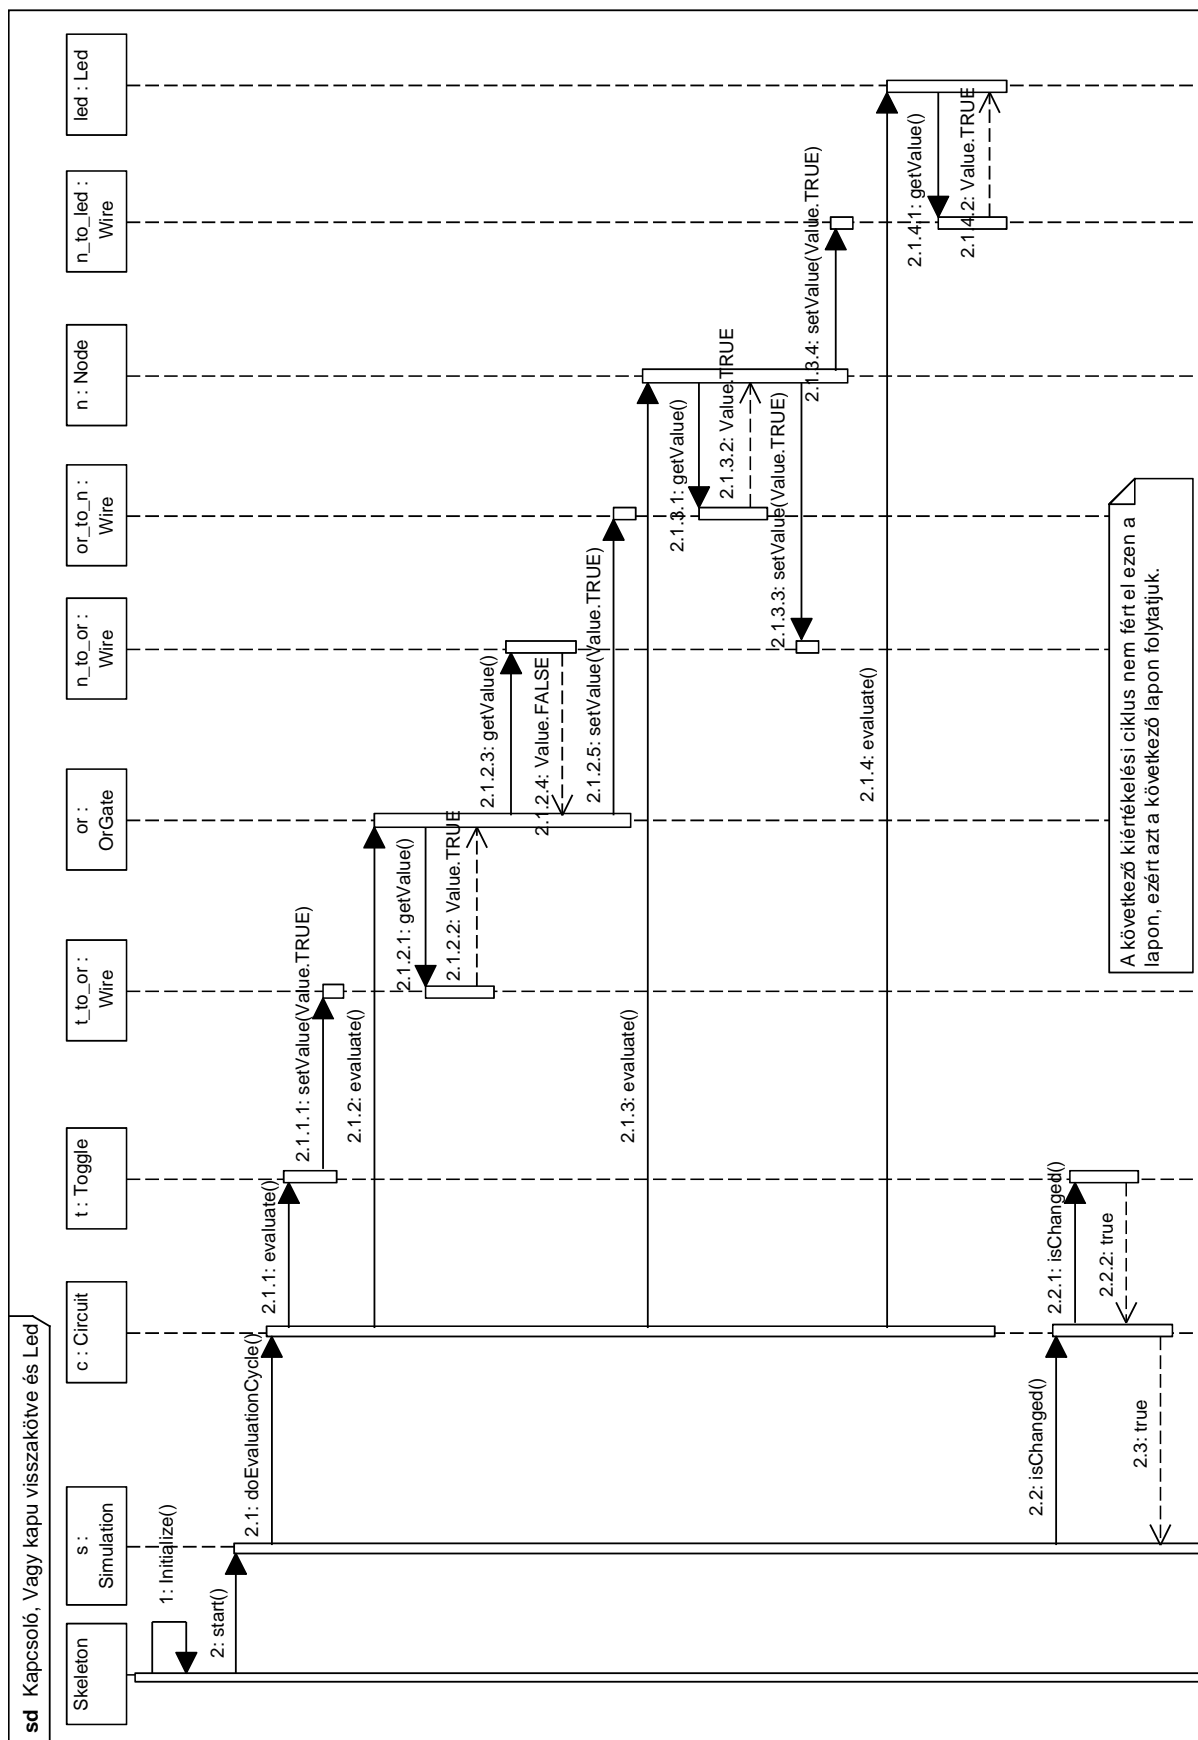 sd Kapcsoló, Vagy kapu visszakötve és Led
Skeleton
s :
Simulation
c : Circuit
t : Toggle
t_to_or :
Wire
or :
OrGate
n_to_or :
Wire
or_to_n :
Wire
n : Node
n_to_led :
Wire
led : Led
1: Initialize()
2: start()
2.1: doEvaluationCycle()
2.1.1: evaluate()
2.1.1.1: setValue(Value.TRUE)
2.1.2: evaluate()
2.1.2.1: getValue()
2.1.2.2: Value.TRUE
2.1.2.3: getValue()
2.1.2.4: Value.FALSE
2.1.2.5: setValue(Value.TRUE)
2.1.3: evaluate()
2.1.3.1: getValue()
2.1.3.2: Value.TRUE
2.1.3.3: setValue(Value.TRUE)
2.1.3.4: setValue(Value.TRUE)
2.1.4: evaluate()
2.1.4.1: getValue()
2.1.4.2: Value.TRUE
2.2: isChanged()
2.2.1: isChanged()
2.2.2: true
2.3: true
A következő kiértékelési ciklus nem fért el ezen a
lapon, ezért azt a következő lapon folytatjuk.